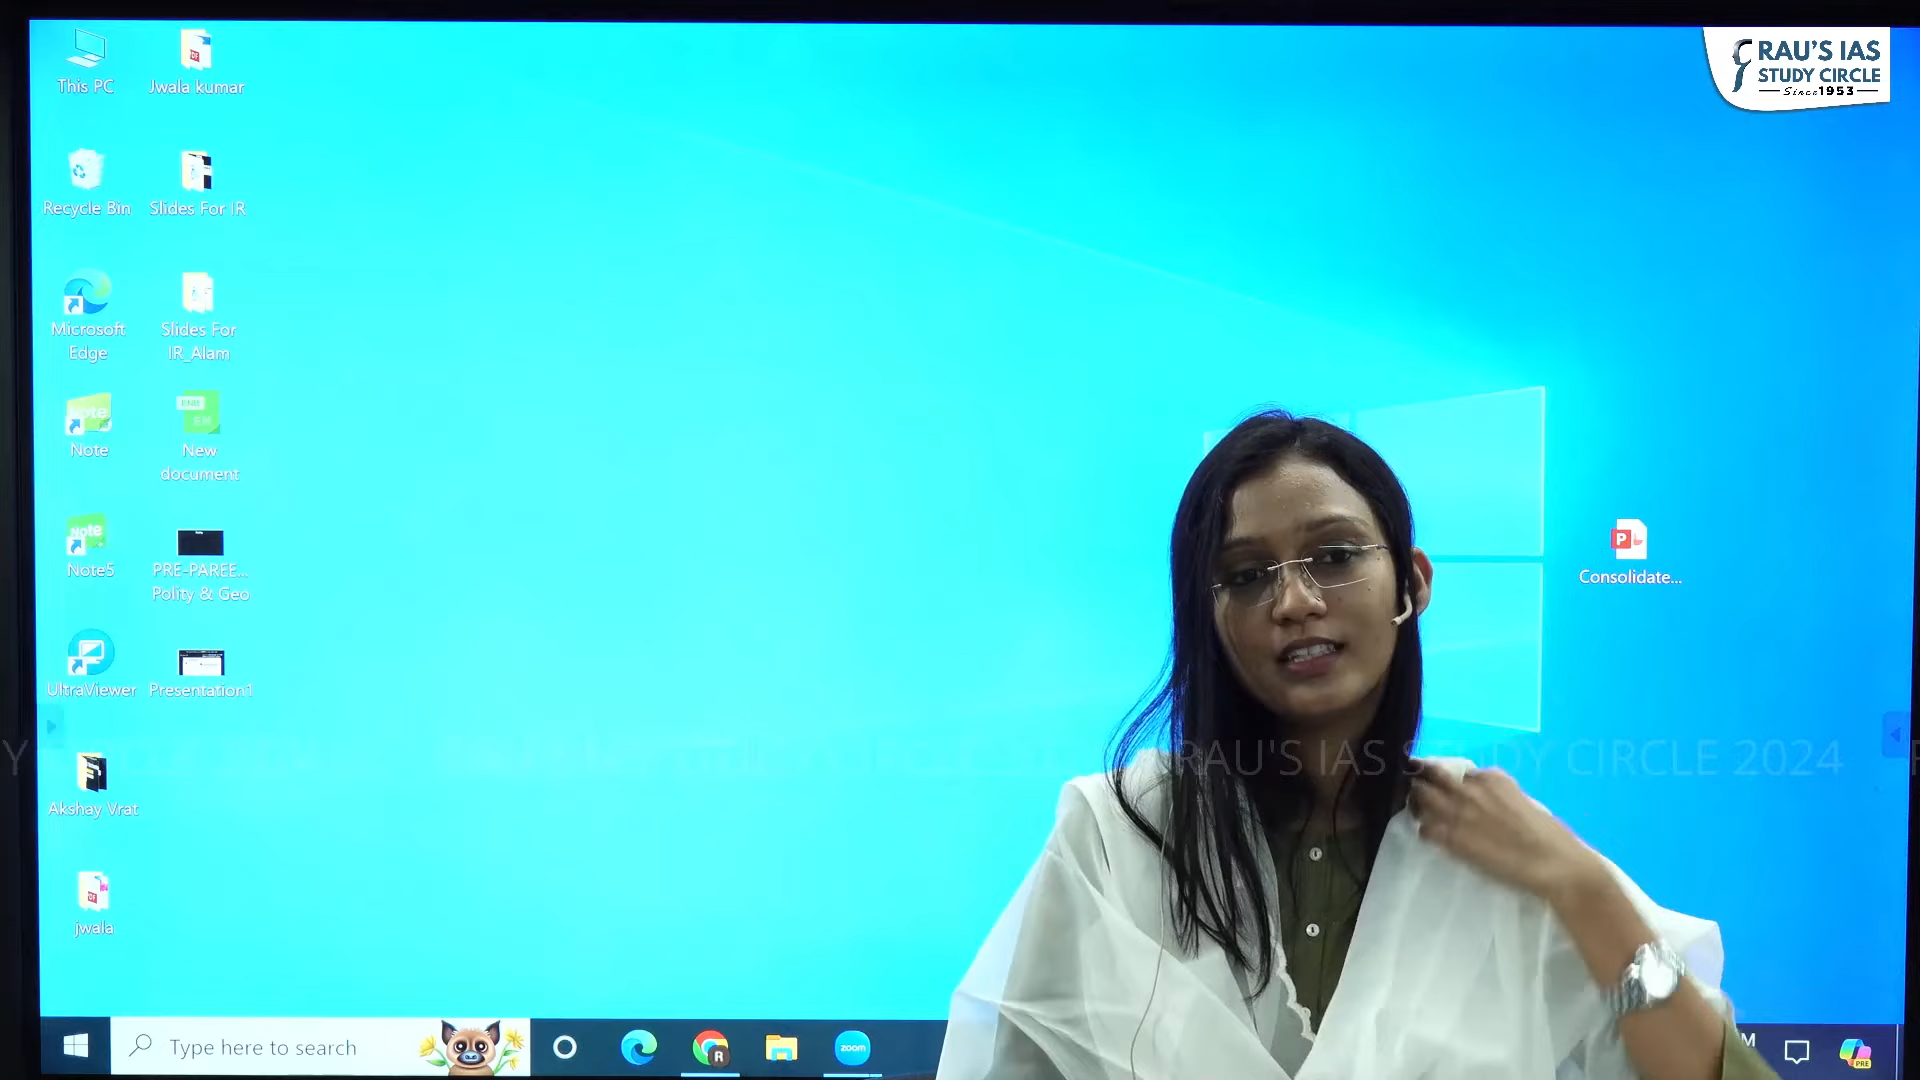 RAU'S IAS
STUDY CIRCLE
Since 1953
This PC
Jwala kumar
Recycle Bin
Slides For IR
Microsoft
Edge
Slides For
IR_Alam
Note
New
document
Note5
PRE-PAREE...
Polity & Geo
UltraViewer
Presentation1
Akshay Vrat
jwala
Consolidate...
RAU'S IAS STUDY CIRCLE 2024
Type here to search
zoom